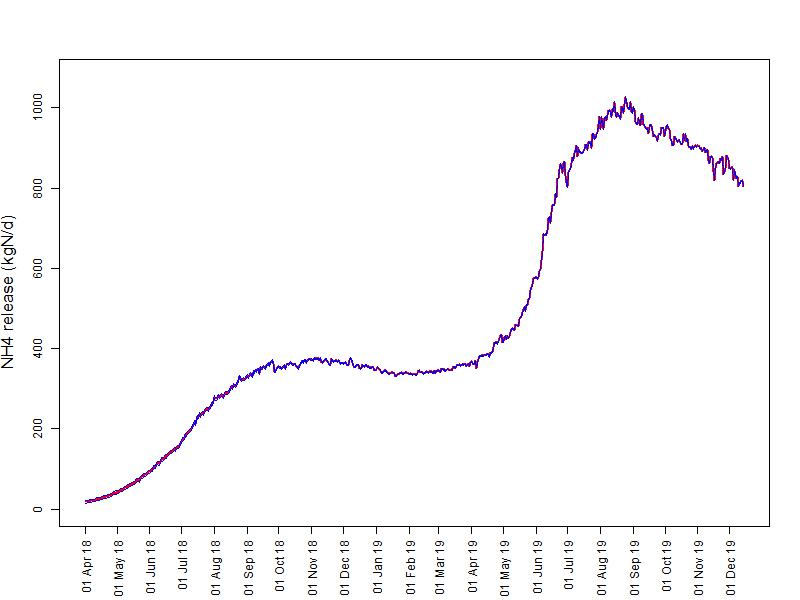 NH4 release (kgN/d)
1000
800
600
400
200
0
01 Apr 18
01 May 18
01 Jun 18
01 Jul 18
01 Aug 18
01 Sep 18
01 Oct 18
01 Nov 18
01 Dec 18
01 Jan 19
01 Feb 19
01 Mar 19
01 Apr 19
01 May 19
01 Jun 19
01 Jul 19
01 Aug 19
01 Sep 19
01 Oct 19
01 Nov 19
01 Dec 19